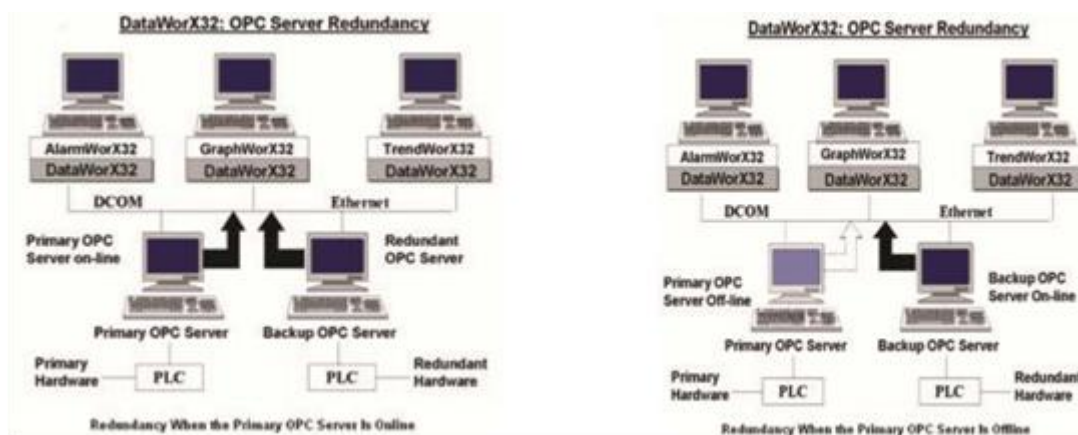 DataWorX32: OPC Server Redundancy
AlarmWorX32
GraphWorX32
TrendWorX32
DataWorX32
DataWorX32
DataWorX32
DCOM
Ethernet
Primary OPC
Server on-line
Redundant
OPC Server
Primary OPC Server
Backup OPC Server
Primary
Hardware
PLC
PLC
Redundant
Hardware
Redundancy When the Primary OPC Server Is Online
DataWorX32: OPC Server Redundancy
AlarmWorX32
GraphWorX32
TrendWorX32
DataWorX32
DataWorX32
DataWorX32
DCOM
Ethernet
Primary OPC
Server Off-line
Backup OPC
Server On-line
Primary OPC Server
Backup OPC Server
Primary
Hardware
PLC
PLC
Redundant
Hardware
Redundancy When the Primary OPC Server Is Offline